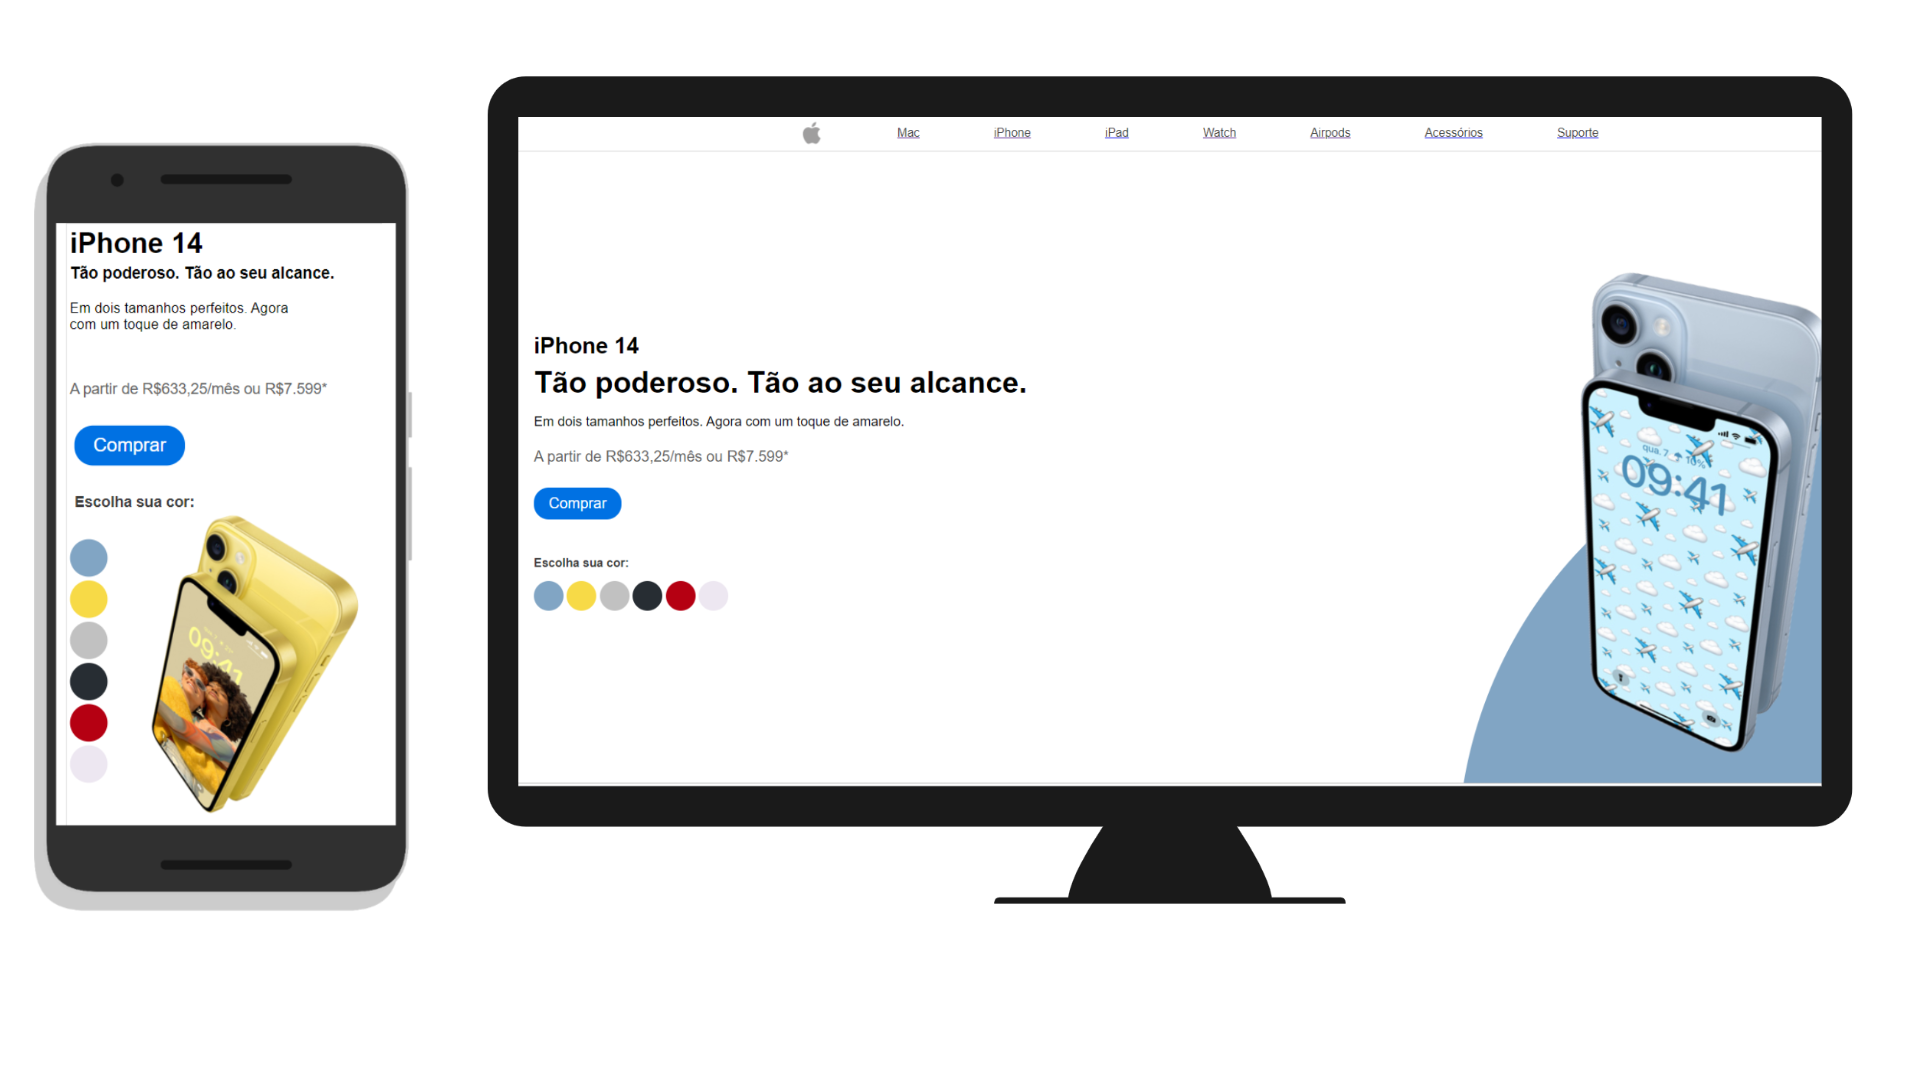 iPhone 14
Tão poderoso. Tão ao seu alcance.
Em dois tamanhos perfeitos. Agora
com um toque de amarelo.
A partir de R$633,25/mês ou R$7.599*
Comprar
Escolha sua cor:
09:41
Mac iPhone iPad Watch Airpods Acessórios Suporte
iPhone 14
Tão poderoso. Tão ao seu alcance.
Em dois tamanhos perfeitos. Agora com um toque de amarelo.
A partir de R$633,25/mês ou R$7.599*
Comprar
Escolha sua cor:
qua. 7 10%
09:41